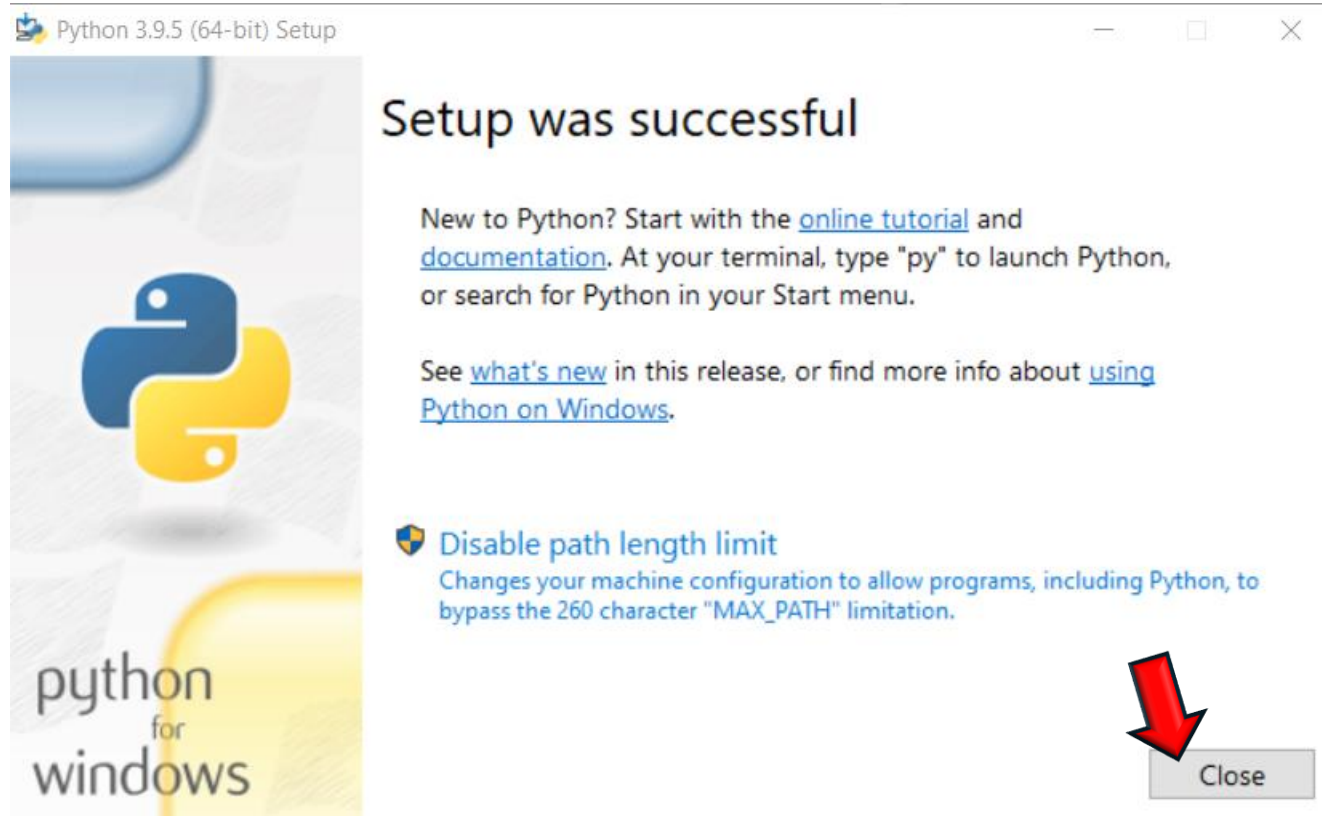 Python 3.9.5 (64-bit) Setup
Setup was successful
New to Python? Start with the online tutorial and
documentation. At your terminal, type "py" to launch Python,
or search for Python in your Start menu.
See what's new in this release, or find more info about using
Python on Windows.
Disable path length limit
Changes your machine configuration to allow programs, including Python, to
bypass the 260 character "MAX_PATH" limitation.
python
for
windows
Close